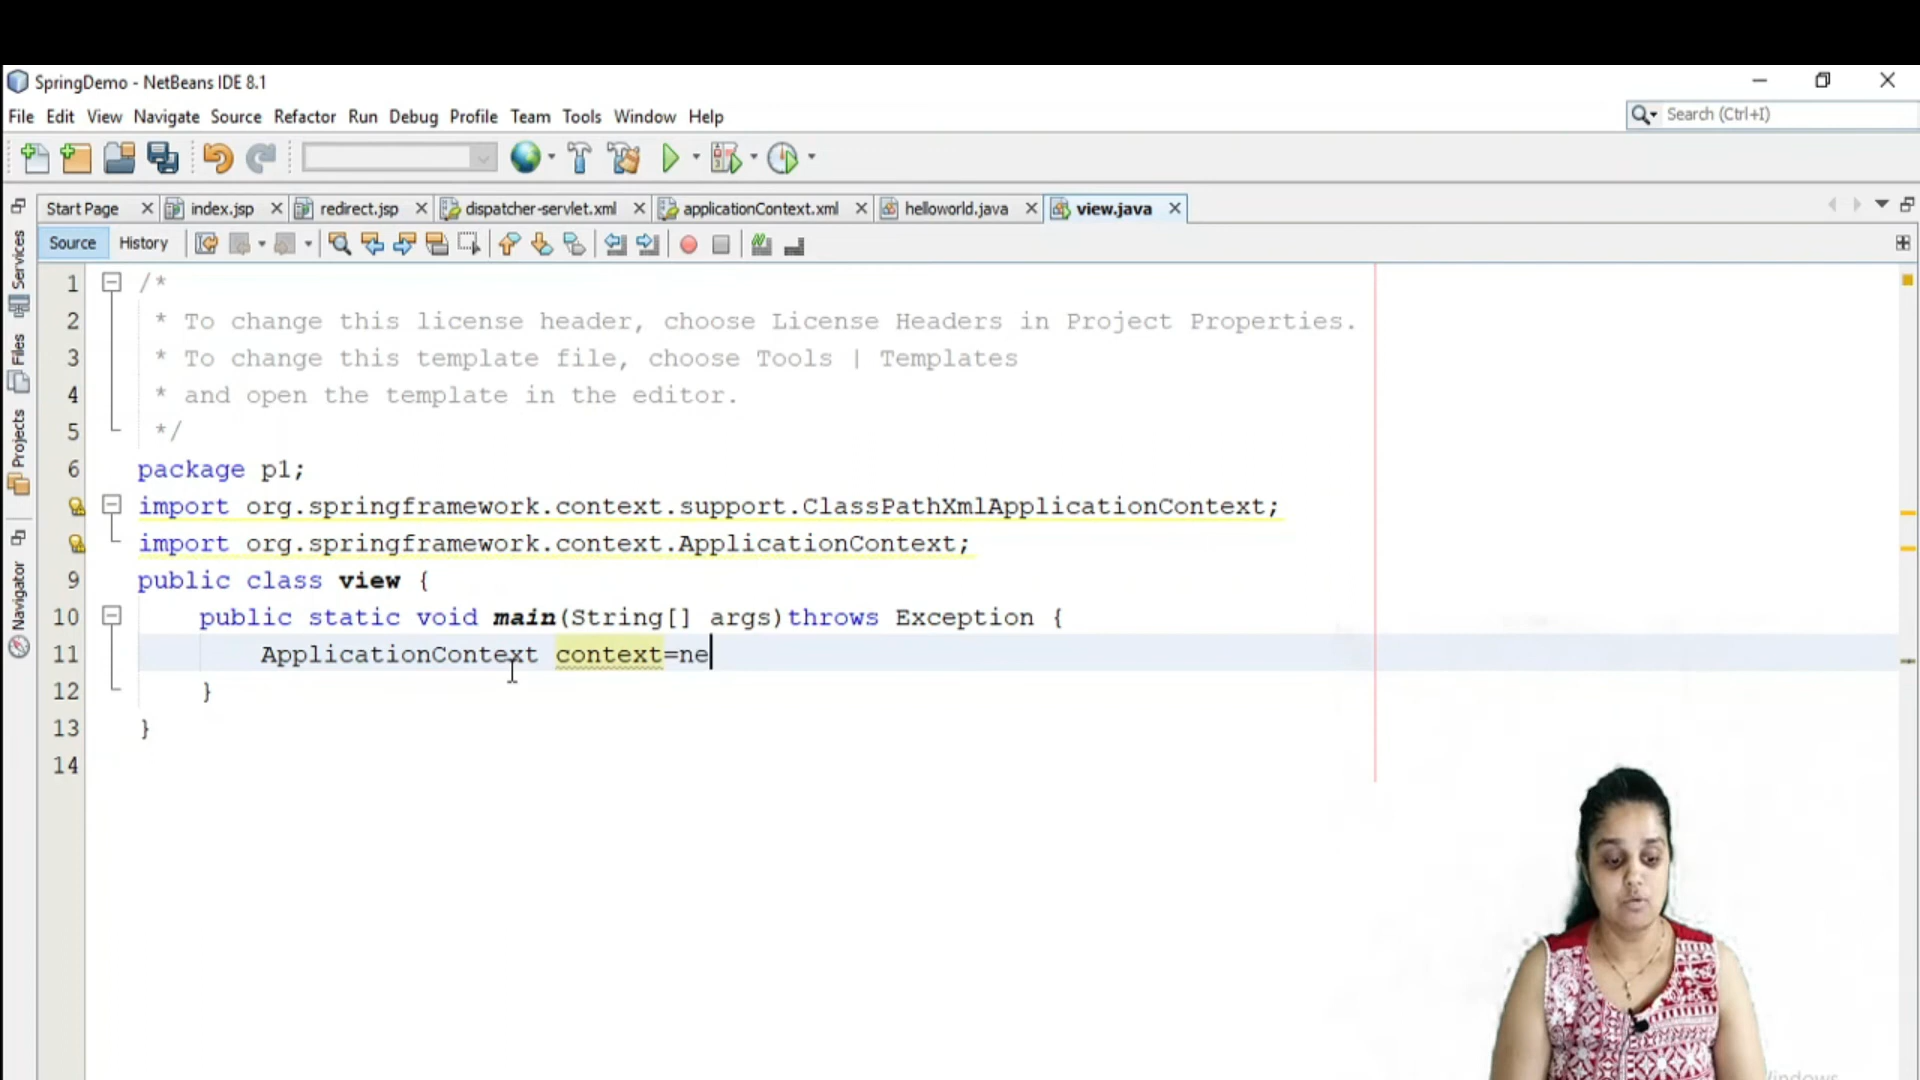 SpringDemo - NetBeans IDE 8.1
File Edit View Navigate Source Refactor Run Debug Profile Team Tools Window Help
Search (Ctrl+I)
Start Page index.jsp redirect.jsp dispatcher-servlet.xml applicationContext.xml helloworld.java view.java
Source History
Services
Files
Projects
Navigator
1 /*
2 * To change this license header, choose License Headers in Project Properties.
3 * To change this template file, choose Tools | Templates
4 * and open the template in the editor.
5 */
6 package p1;
import org.springframework.context.support.ClassPathXmlApplicationContext;
import org.springframework.context.ApplicationContext;
9 public class view {
10 public static void main(String[] args)throws Exception {
11 ApplicationContext context=ne
12 }
13 }
14